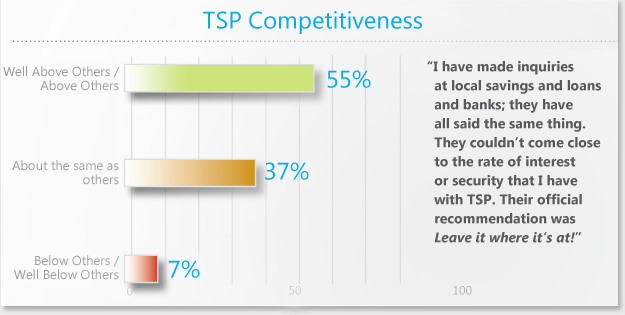 TSP Competitiveness
Well Above Others /
Above Others
55%
About the same as
others
37%
Below Others /
Well Below Others
7%
0
50
100
“I have made inquiries
at local savings and loans
and banks; they have
all said the same thing.
They couldn’t come close
to the rate of interest
or security that I have
with TSP. Their official
recommendation was
Leave it where it’s at!”